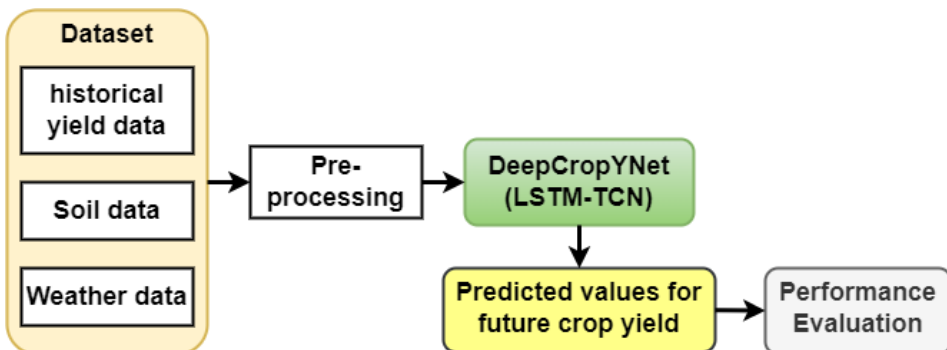 Dataset
historical
yield data
Soil data
Weather data
Pre-
processing
DeepCropYNet
(LSTM-TCN)
Predicted values for
future crop yield
Performance
Evaluation